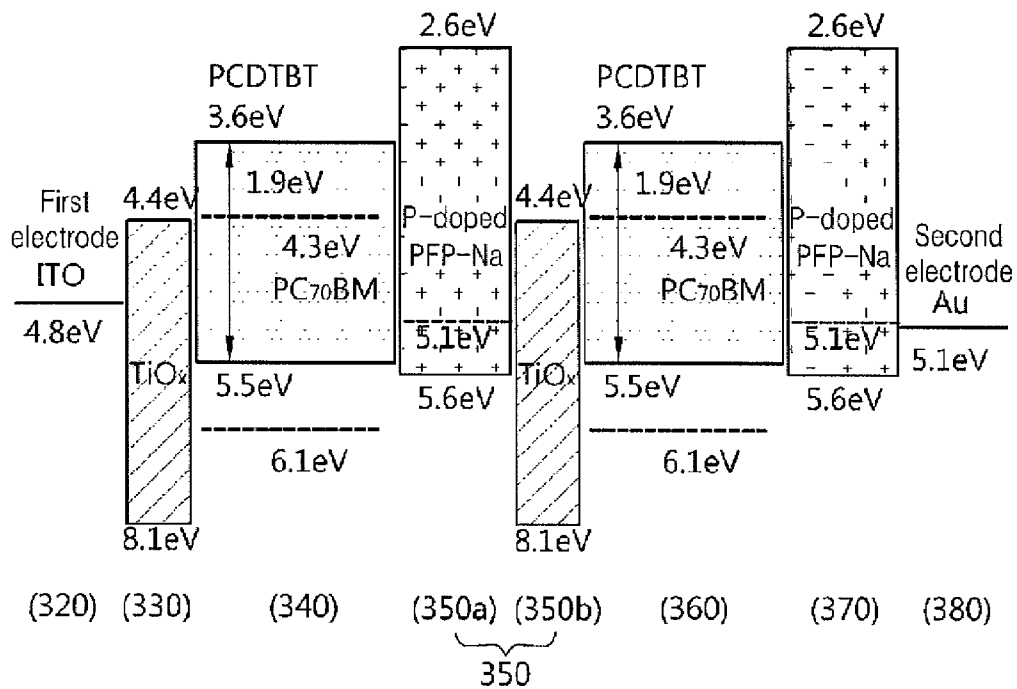 2.6eV
2.6eV
PCDTBT
3.6eV
PCDTBT
3.6eV
1.9eV
1.9eV
4.4eV
4.4eV
First
electrode
ITO
4.8eV
4.3eV
PC₇₀BM
P-doped
PFP-Na
4.3eV
PC₇₀BM
P-doped
PFP-Na
Second
electrode
Au
5.1eV
5.1eV
5.1eV
TiOₓ
TiOₓ
5.5eV
5.6eV
5.5eV
5.6eV
6.1eV
6.1eV
8.1eV
8.1eV
(320) (330) (340) (350a) (350b) (360) (370) (380)
350